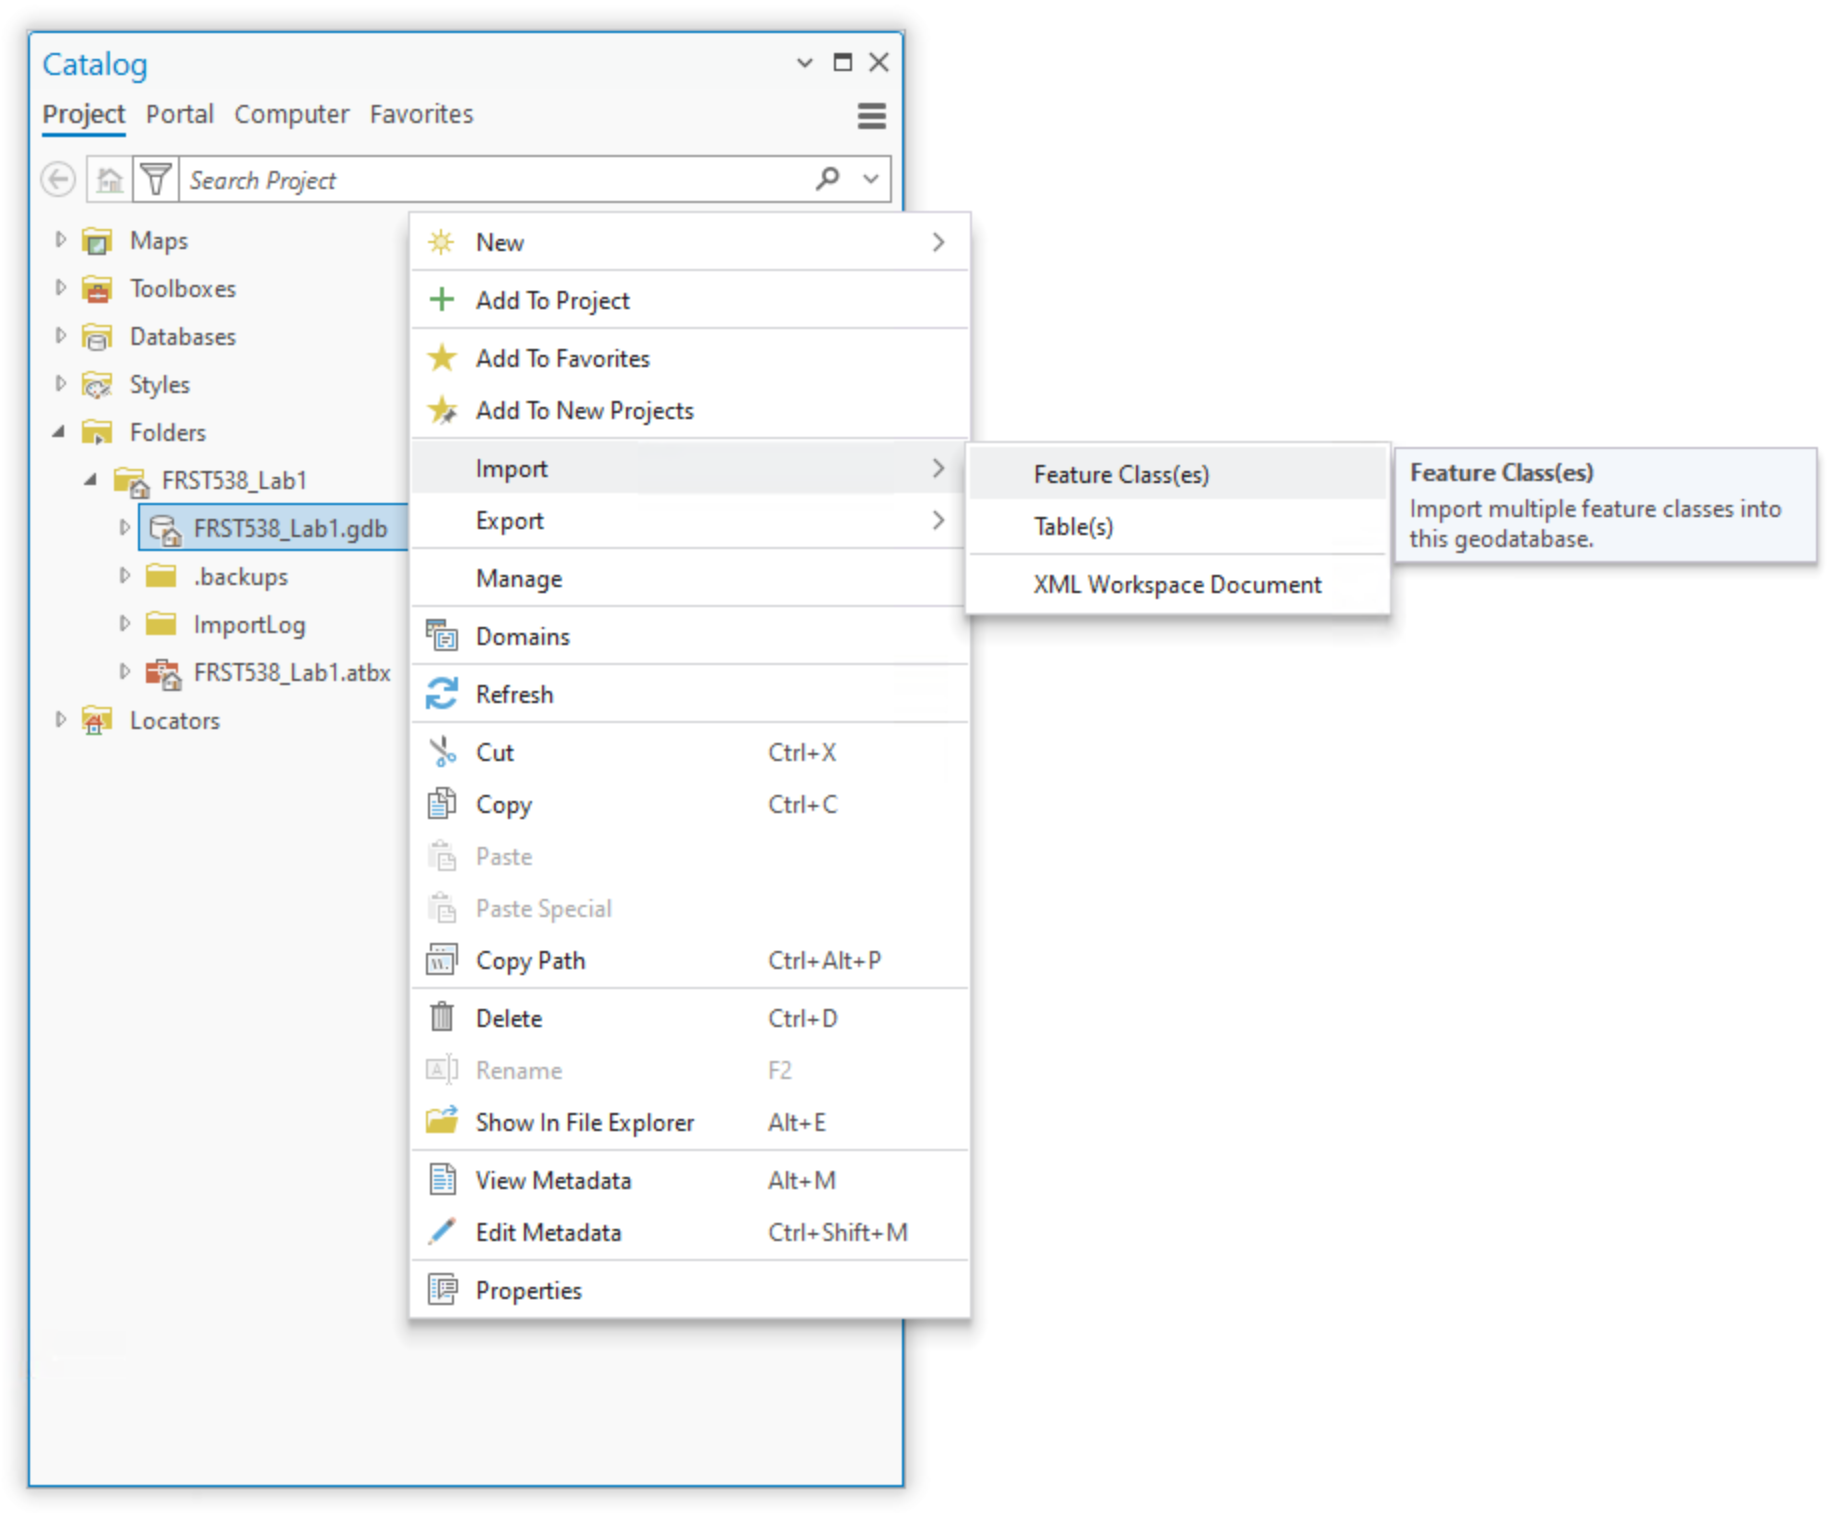 Catalog
Project Portal Computer Favorites
Search Project
Maps
Toolboxes
Databases
Styles
Folders
FRST538_Lab1
FRST538_Lab1.gdb
.backups
ImportLog
FRST538_Lab1.atbx
Locators
New
Add To Project
Add To Favorites
Add To New Projects
Import
Export
Manage
Domains
Refresh
Cut Ctrl+X
Copy Ctrl+C
Paste
Paste Special
Copy Path Ctrl+Alt+P
Delete Ctrl+D
Rename F2
Show In File Explorer Alt+E
View Metadata Alt+M
Edit Metadata Ctrl+Shift+M
Properties
Feature Class(es)
Table(s)
XML Workspace Document
Feature Class(es)
Import multiple feature classes into
this geodatabase.